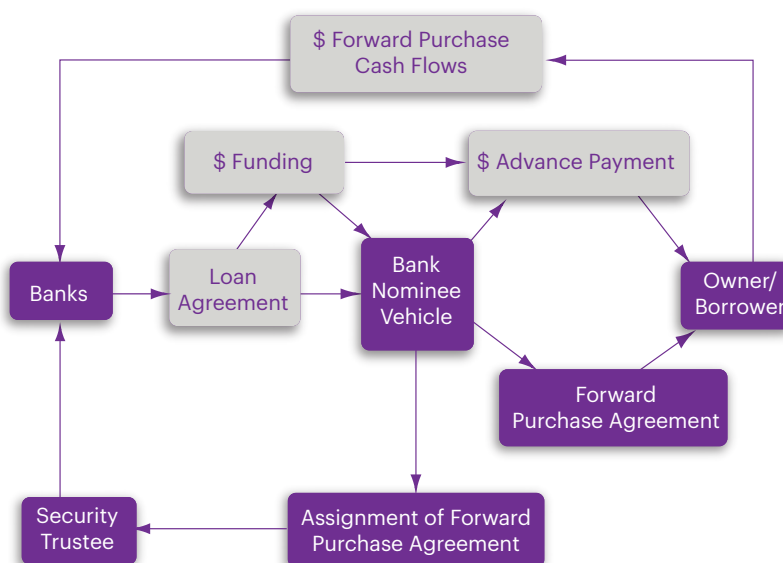 $ Forward Purchase
Cash Flows
$ Funding
$ Advance Payment
Banks
Loan
Agreement
Bank
Nominee
Vehicle
Owner/
Borrower
Forward
Purchase Agreement
Security
Trustee
Assignment of Forward
Purchase Agreement